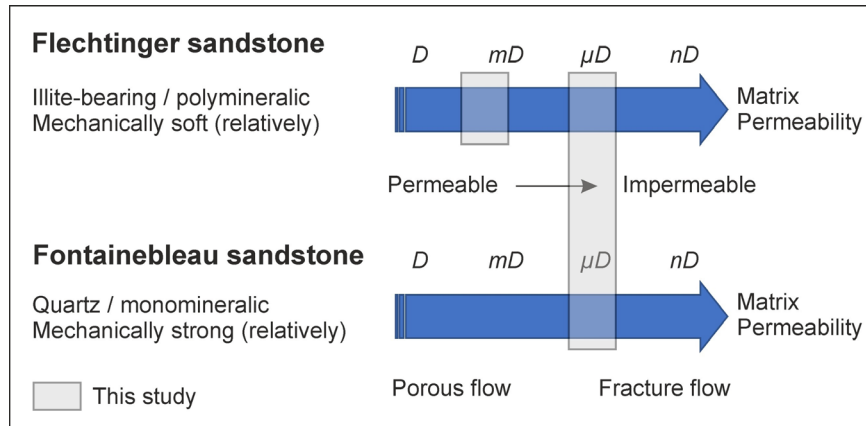 Flechtinger sandstone
D mD µD nD
Illite-bearing / polymineralic
Mechanically soft (relatively)
Matrix
Permeability
Permeable Impermeable
Fontainebleau sandstone
D mD µD nD
Quartz / monomineralic
Mechanically strong (relatively)
Matrix
Permeability
This study
Porous flow Fracture flow